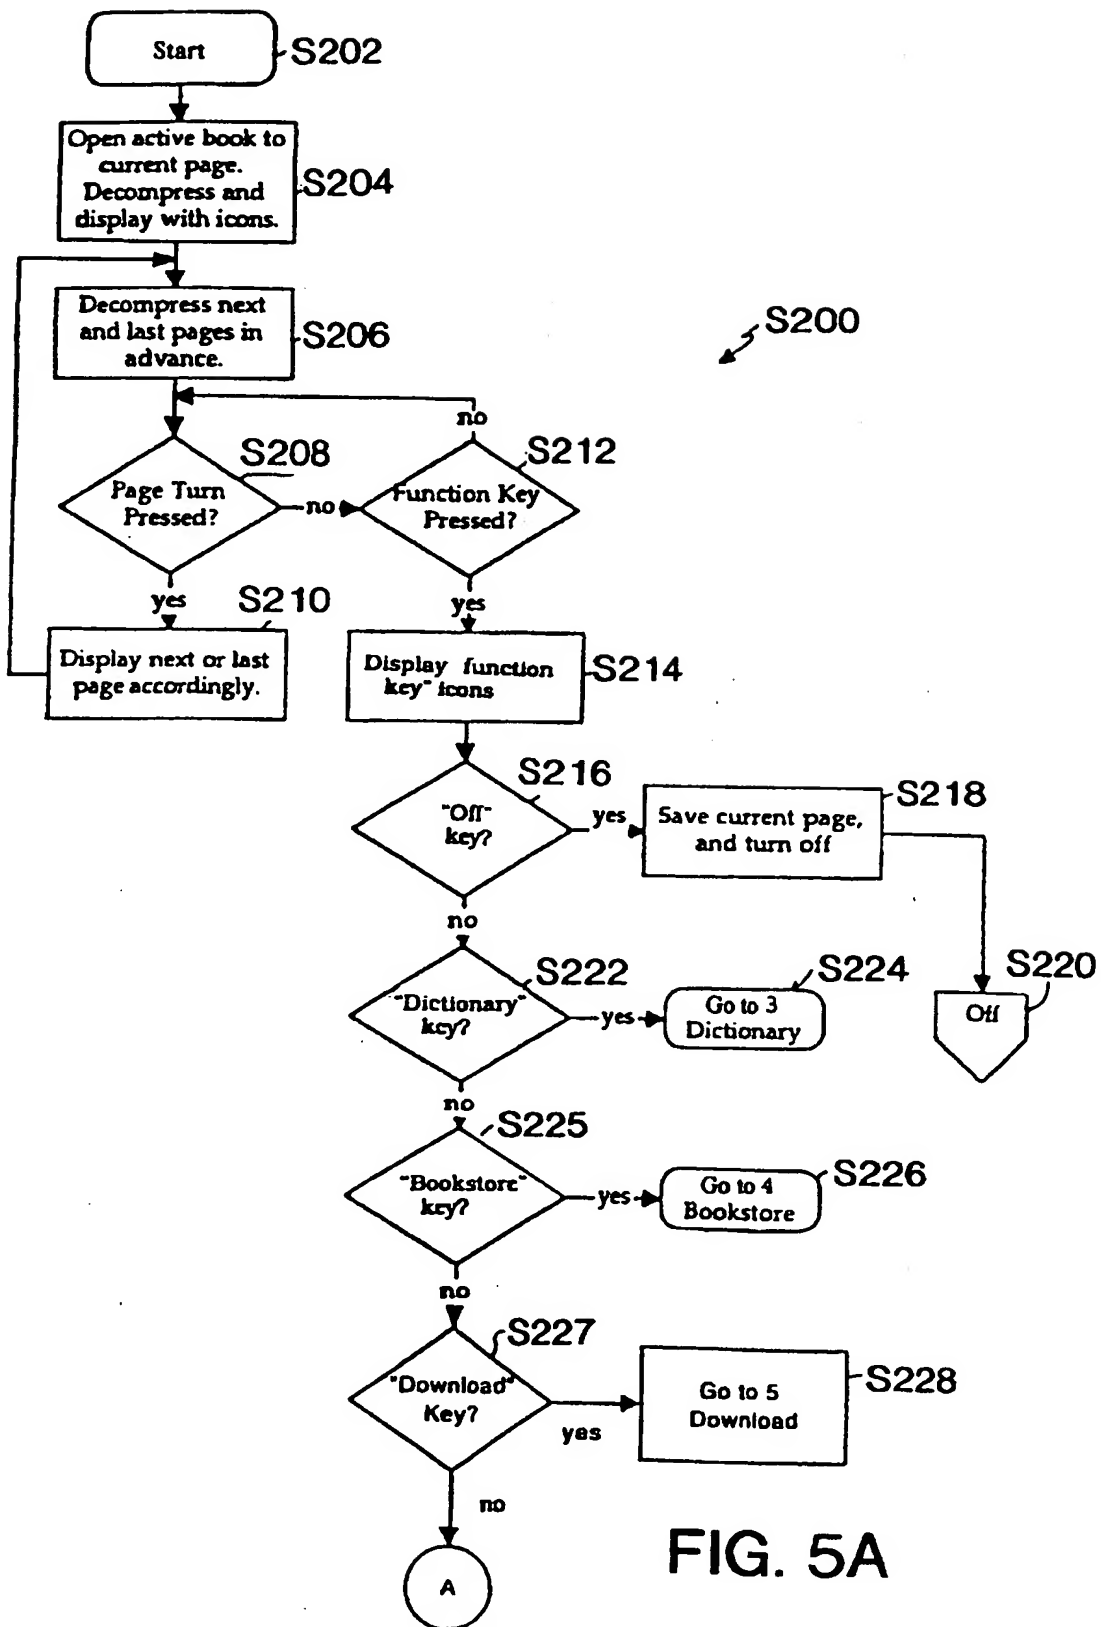 Start
S202
Open active book to
current page.
Decompress and
display with icons.
S204
Decompress next
and last pages in
advance.
S206
S200
no
S208
S212
Page Turn
Pressed?
no
Function Key
Pressed?
yes
S210
yes
Display next or last
page accordingly.
Display function
key" icons
S214
S216
"Off"
key?
yes
Save current page,
and turn off
S218
no
S222
"Dictionary"
key?
yes
Go to 3
Dictionary
S224
S220
Off
no
S225
"Bookstore"
key?
yes
Go to 4
Bookstore
S226
no
S227
"Download"
Key?
yes
Go to 5
Download
S228
no
A
FIG. 5A